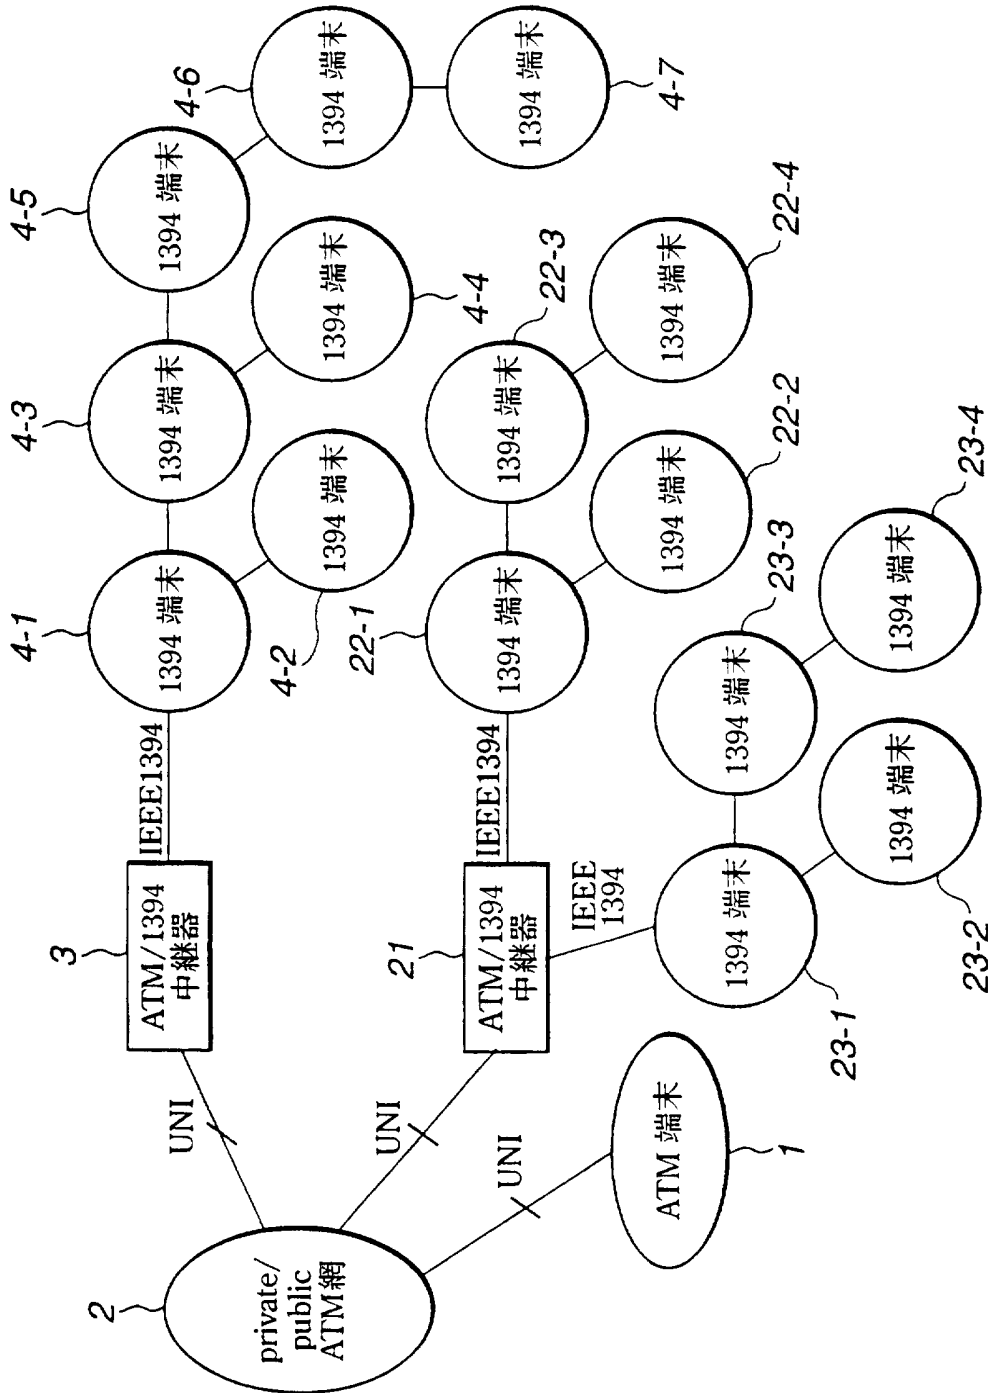 2
private/
public
ATM網
UNI
UNI
UNI
ATM 端末
1
3
ATM/1394
中継器
IEEE1394
4-1
1394 端末
1394 端末
4-2
4-3
1394 端末
1394 端末
4-4
4-5
1394 端末
4-6
1394 端末
1394 端末
4-7
21
ATM/1394
中継器
IEEE1394
22-1
1394 端末
1394 端末
22-2
1394 端末
22-3
1394 端末
22-4
IEEE
1394
1394 端末
23-1
1394 端末
23-2
1394 端末
23-3
1394 端末
23-4